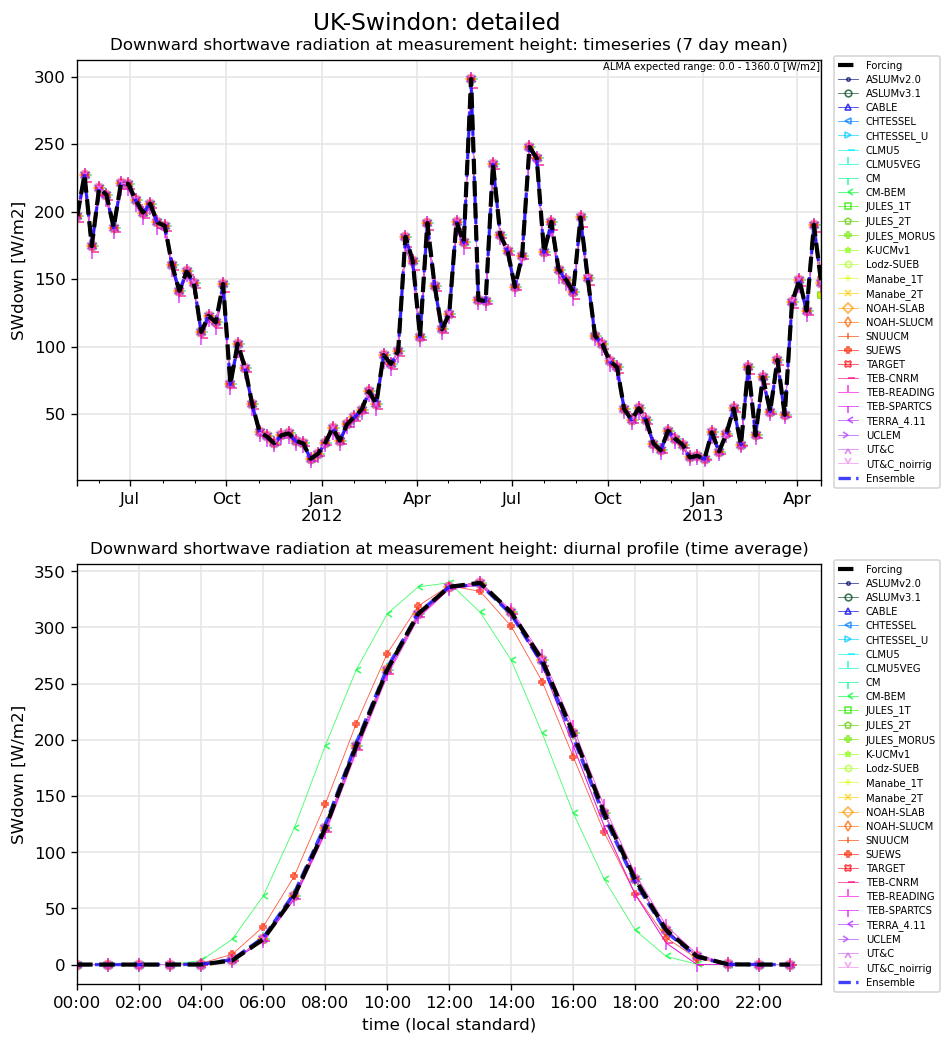 UK-Swindon: detailed
Downward shortwave radiation at measurement height: timeseries (7 day mean)
ALMA expected range: 0.0 - 1360.0 [W/m2]
SWdown [W/m2]
300
250
200
150
100
50
Jul
Oct
Jan
2012
Apr
Jul
Oct
Jan
2013
Apr
Forcing
ASLUMv2.0
ASLUMv3.1
CABLE
CHTESSEL
CHTESSEL_U
CLMU5
CLMU5VEG
CM
CM-BEM
JULES_1T
JULES_2T
JULES_MORUS
K-UCMv1
Lodz-SUEB
Manabe_1T
Manabe_2T
NOAH-SLAB
NOAH-SLUCM
SNUUCM
SUEWS
TARGET
TEB-CNRM
TEB-READING
TEB-SPARTCS
TERRA_4.11
UCLEM
UT&C
UT&C_noirrig
Ensemble
Downward shortwave radiation at measurement height: diurnal profile (time average)
SWdown [W/m2]
350
300
250
200
150
100
50
0
00:00
02:00
04:00
06:00
08:00
10:00
12:00
14:00
16:00
18:00
20:00
22:00
time (local standard)
Forcing
ASLUMv2.0
ASLUMv3.1
CABLE
CHTESSEL
CHTESSEL_U
CLMU5
CLMU5VEG
CM
CM-BEM
JULES_1T
JULES_2T
JULES_MORUS
K-UCMv1
Lodz-SUEB
Manabe_1T
Manabe_2T
NOAH-SLAB
NOAH-SLUCM
SNUUCM
SUEWS
TARGET
TEB-CNRM
TEB-READING
TEB-SPARTCS
TERRA_4.11
UCLEM
UT&C
UT&C_noirrig
Ensemble